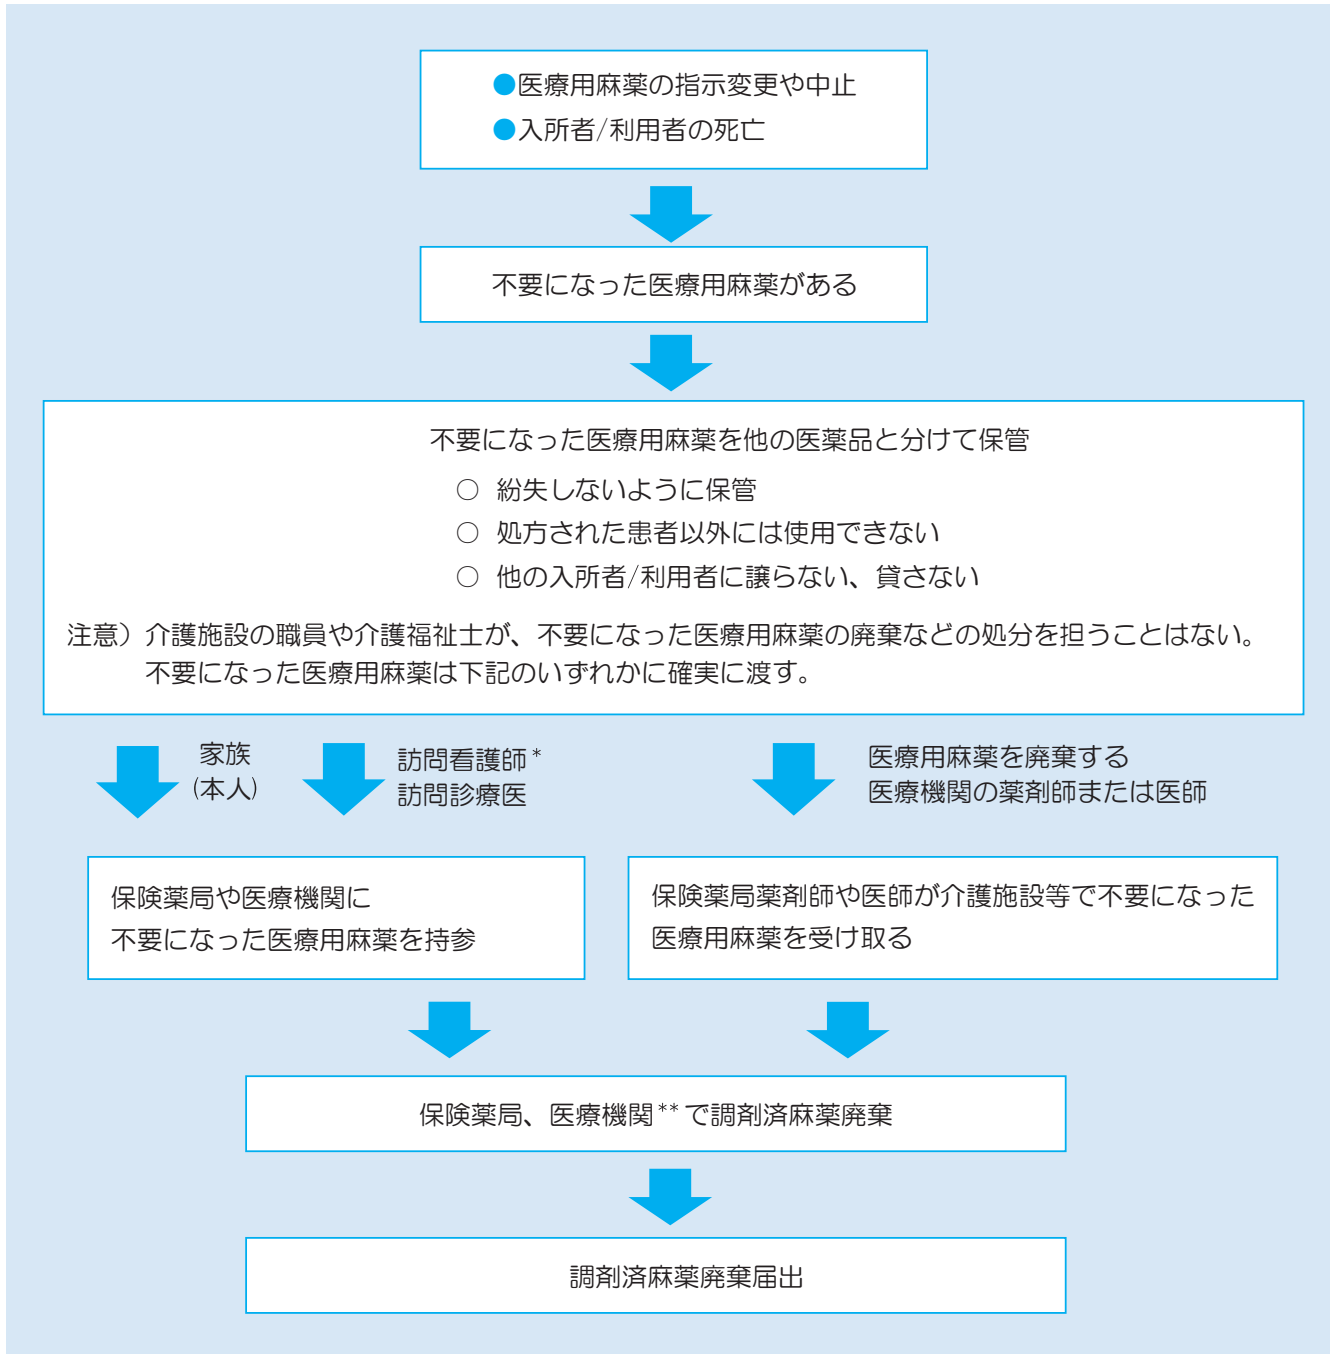 ●医療用麻薬の指示変更や中止
●入所者/利用者の死亡
不要になった医療用麻薬がある
不要になった医療用麻薬を他の医薬品と分けて保管
○ 紛失しないように保管
○ 処方された患者以外には使用できない
○ 他の入所者/利用者に譲らない、貸さない
注意）介護施設の職員や介護福祉士が、不要になった医療用麻薬の廃棄などの処分を担うことはない。
不要になった医療用麻薬は下記のいずれかに確実に渡す。
家族
(本人)
訪問看護師*
訪問診療医
医療用麻薬を廃棄する
医療機関の薬剤師または医師
保険薬局や医療機関に
不要になった医療用麻薬を持参
保険薬局薬剤師や医師が介護施設等で不要になった
医療用麻薬を受け取る
保険薬局、医療機関**で調剤済麻薬廃棄
調剤済麻薬廃棄届出